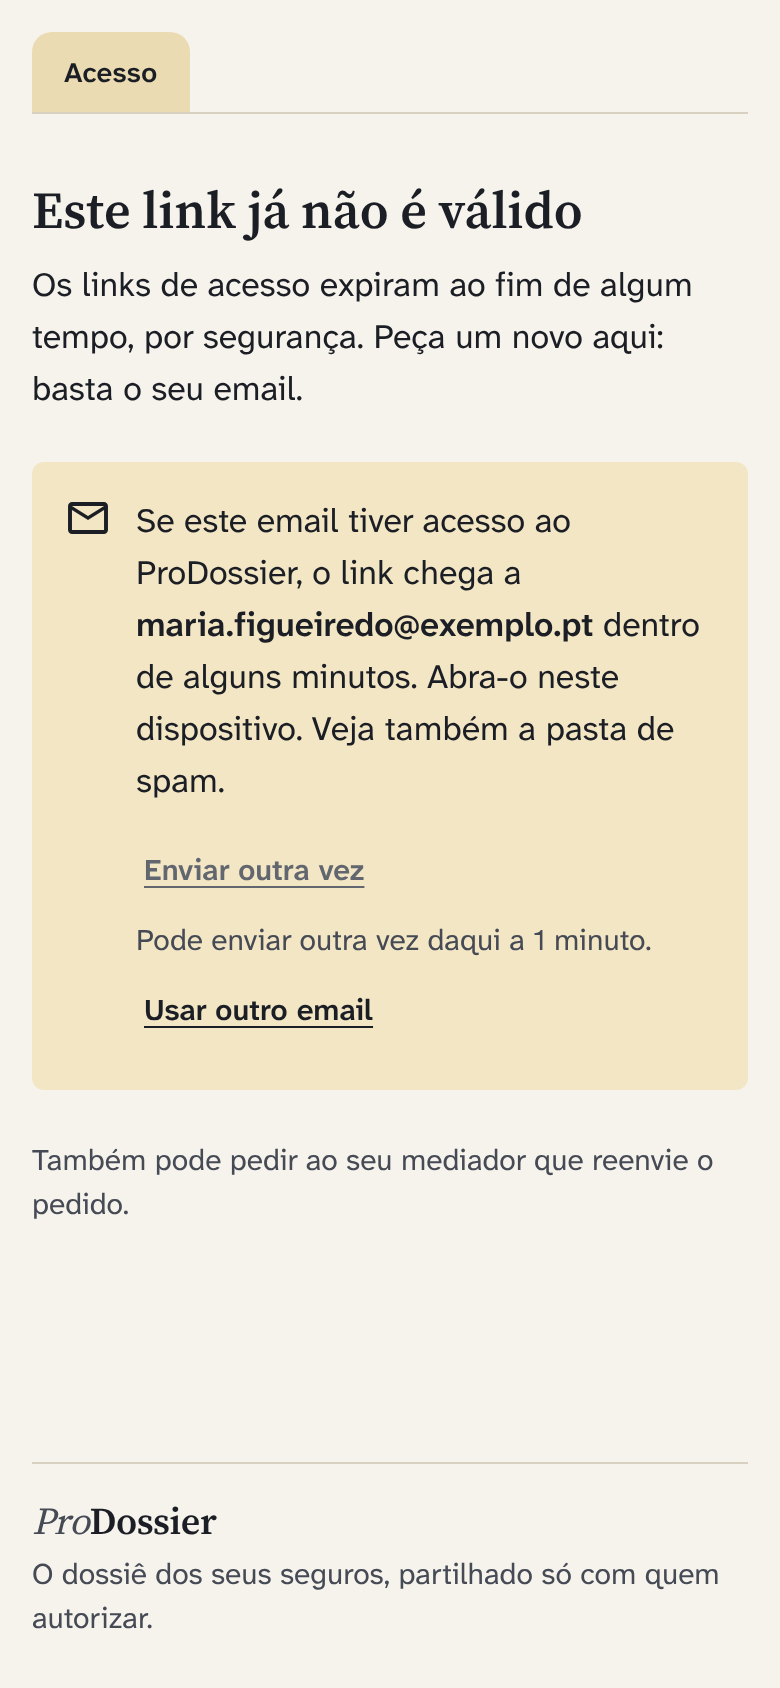 Acesso
Este link já não é válido
Os links de acesso expiram ao fim de algum
tempo, por segurança. Peça um novo aqui:
basta o seu email.
Se este email tiver acesso ao
ProDossier, o link chega a
maria.figueiredo@exemplo.pt dentro
de alguns minutos. Abra-o neste
dispositivo. Veja também a pasta de
spam.
Enviar outra vez
Pode enviar outra vez daqui a 1 minuto.
Usar outro email
Também pode pedir ao seu mediador que reenvie o
pedido.
ProDossier
O dossiê dos seus seguros, partilhado só com quem
autorizar.